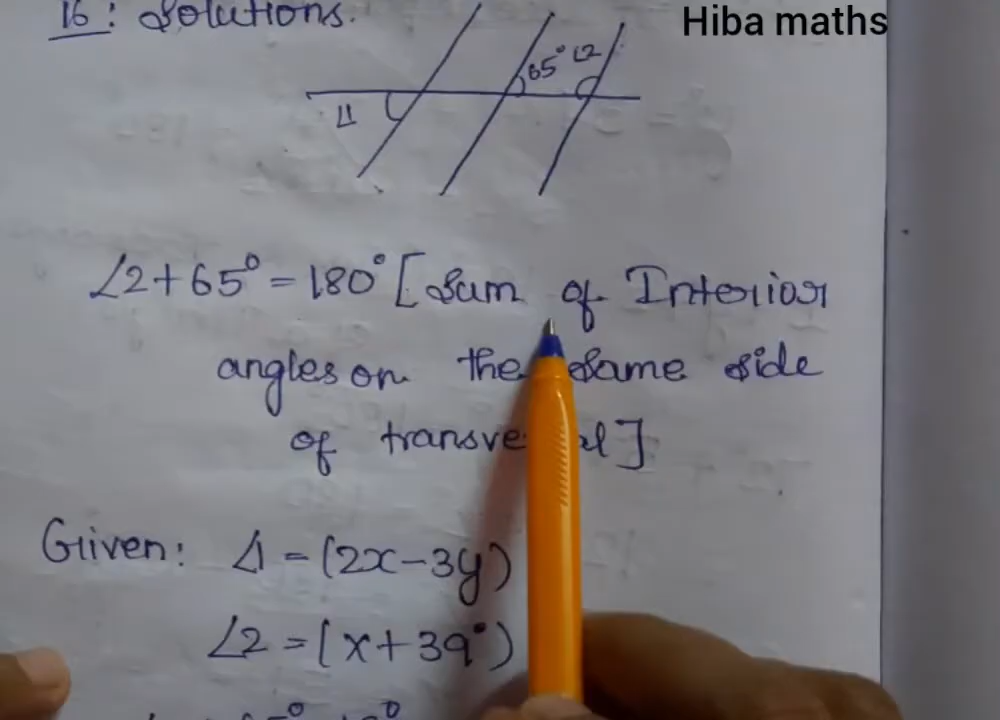 16: Solutions.
Hiba maths
65° ∠2
∠1
∠2+65°=180° [Sum of Interior
angles on the same side
of
Given: ∠1 = (2x-3y)
∠2 = (x+39°)